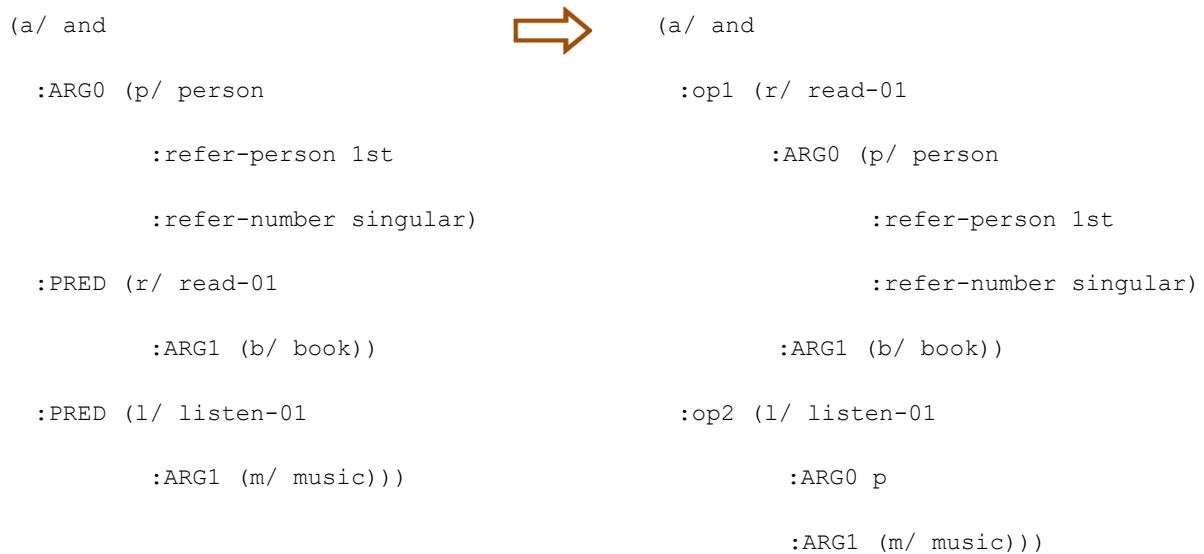 (a/ and
:ARG0 (p/ person
:refer-person 1st
:refer-number singular)
:PRED (r/ read-01
:ARG1 (b/ book))
:PRED (l/ listen-01
:ARG1 (m/ music)))
(a/ and
:op1 (r/ read-01
:ARG0 (p/ person
:refer-person 1st
:refer-number singular)
:ARG1 (b/ book))
:op2 (l/ listen-01
:ARG0 p
:ARG1 (m/ music)))